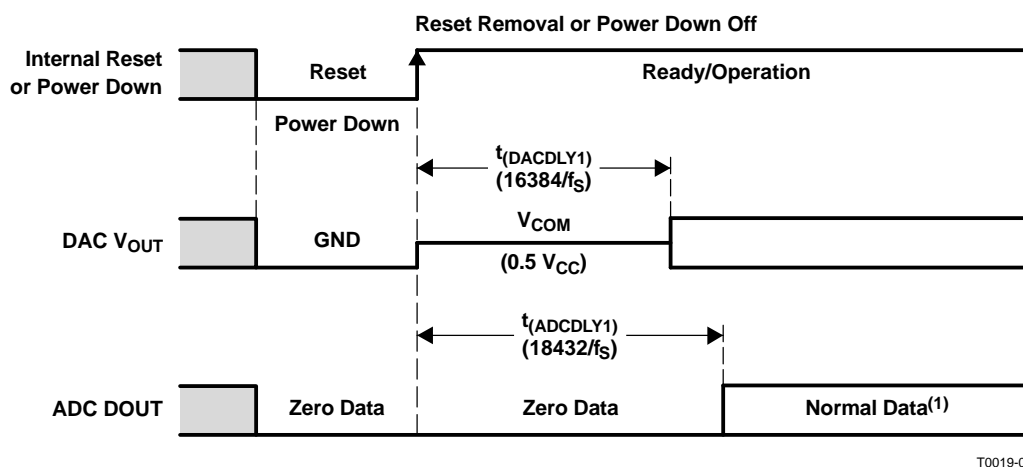 Reset Removal or Power Down Off
Internal Reset
or Power Down
Reset
Ready/Operation
Power Down
t(DACDLY1)
(16384/fS)
DAC VOUT
GND
VCOM
(0.5 VCC)
t(ADCDLY1)
(18432/fS)
ADC DOUT
Zero Data
Zero Data
Normal Data(1)